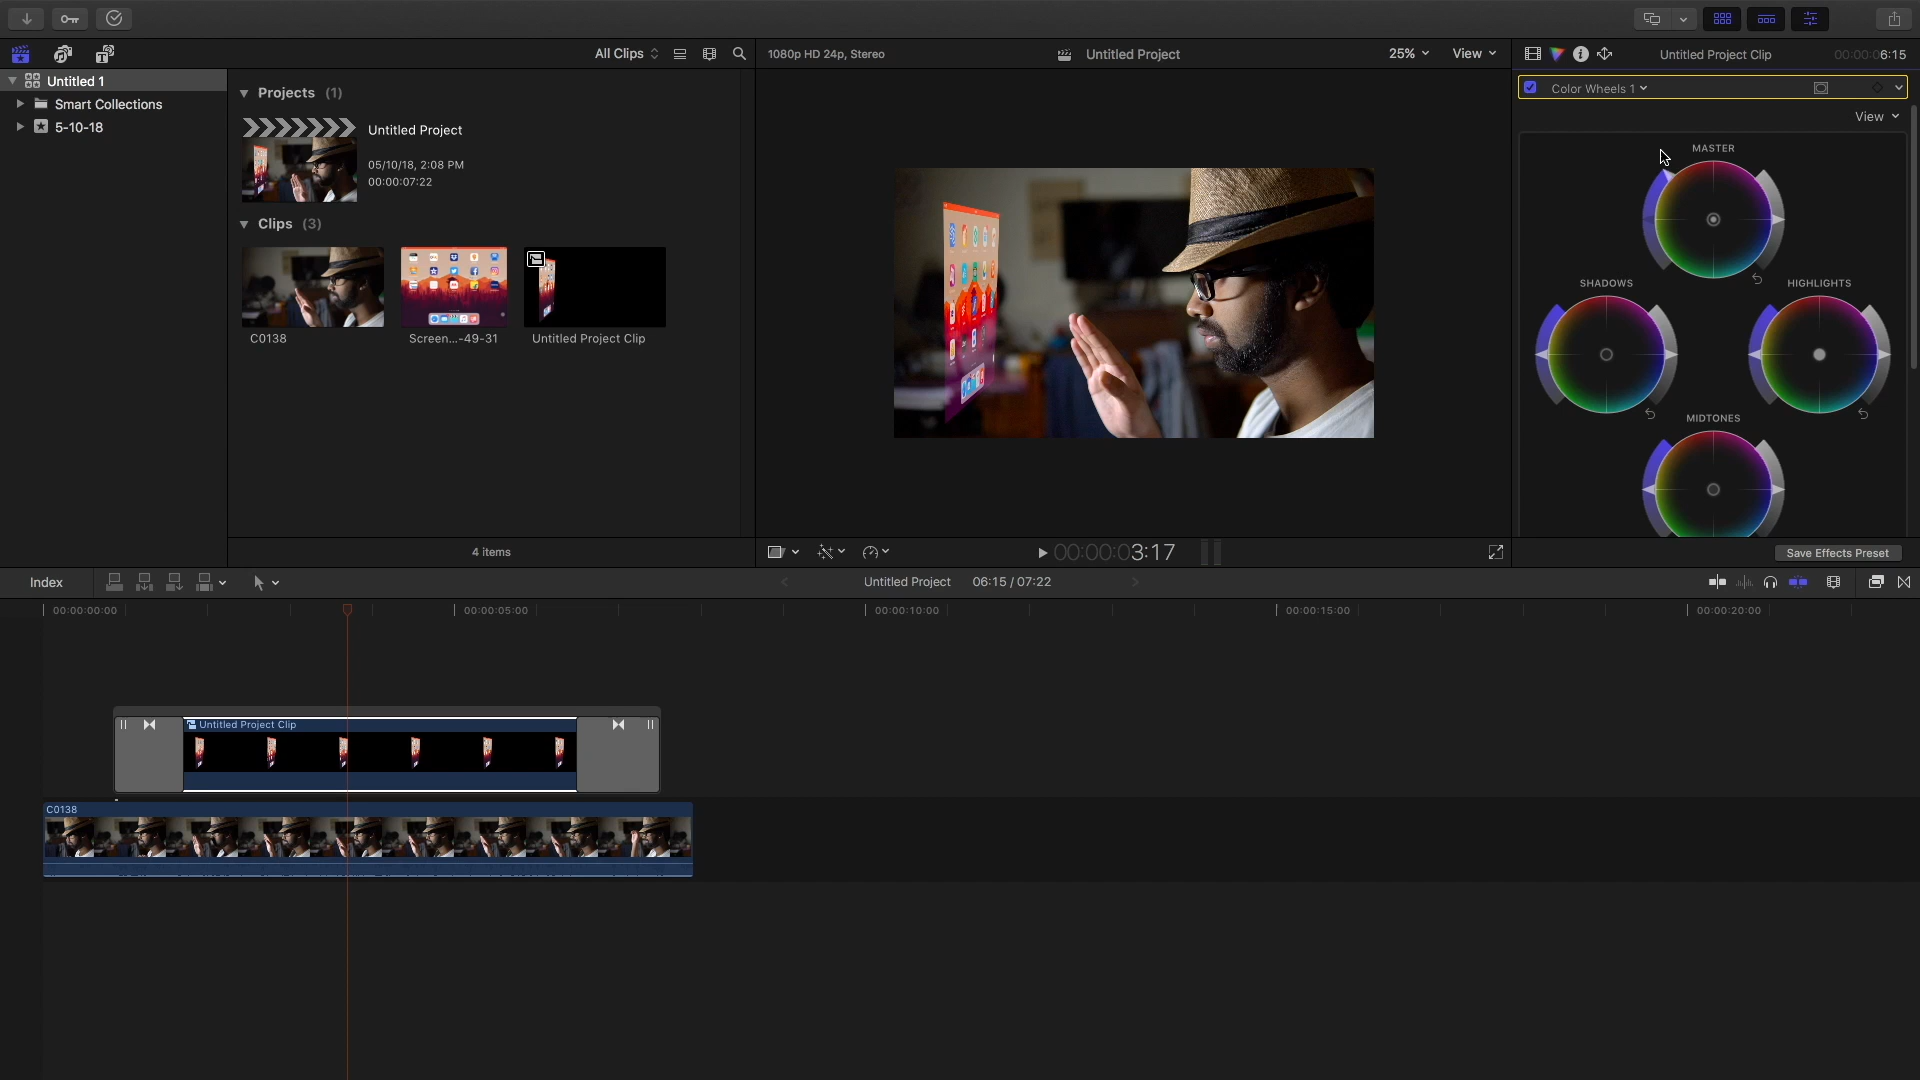 All Clips
1080p HD 24p, Stereo
Untitled Project
25%
View
Untitled Project Clip
00:00:06:15
Untitled 1
Smart Collections
5-10-18
Projects (1)
Untitled Project
05/10/18, 2:08 PM
00:00:07:22
Clips (3)
C0138
Screen...-49-31
Untitled Project Clip
4 items
Color Wheels 1
View
MASTER
SHADOWS
HIGHLIGHTS
MIDTONES
00:00:03:17
Save Effects Preset
Index
Untitled Project
06:15 / 07:22
00:00:00:00
00:00:05:00
00:00:10:00
00:00:15:00
00:00:20:00
Untitled Project Clip
C0138